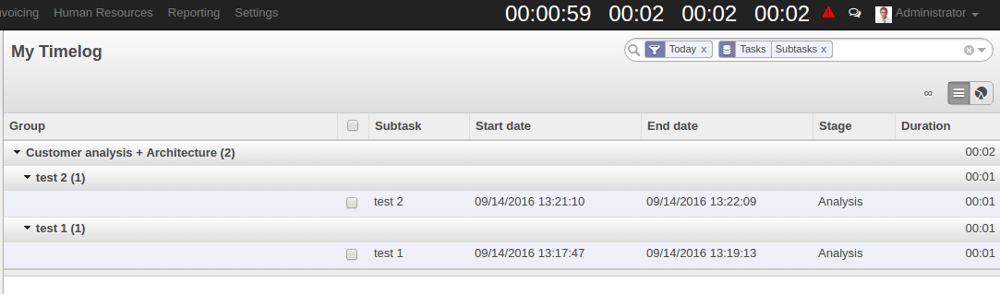 nvoicing Human Resources Reporting Settings 00:00:59 00:02 00:02 00:02 Administrator
My Timelog Today x Tasks Subtasks x
Group Subtask Start date End date Stage Duration
Customer analysis + Architecture (2) 00:02
test 2 (1) 00:01
test 2 09/14/2016 13:21:10 09/14/2016 13:22:09 Analysis 00:01
test 1 (1) 00:01
test 1 09/14/2016 13:17:47 09/14/2016 13:19:13 Analysis 00:01